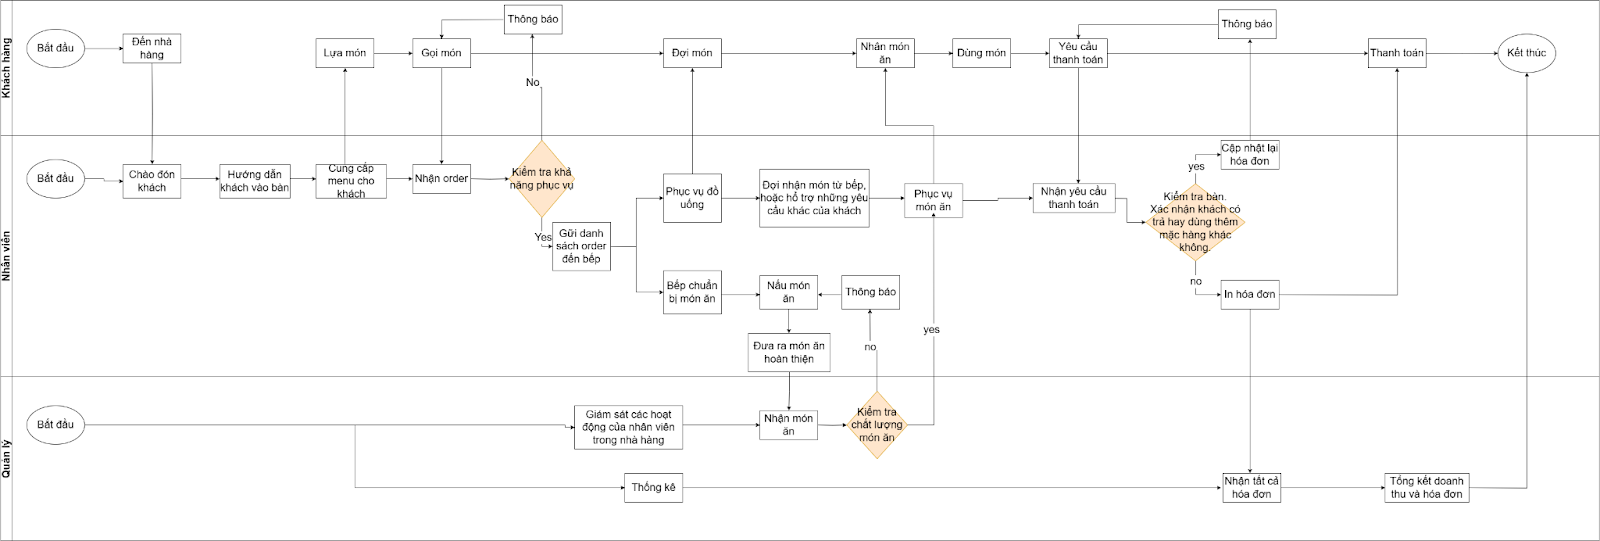 Khách hàng
Bắt đầu
Đến nhà
hàng
Lựa món
Gọi món
Thông báo
No
Đợi món
Nhân món
ăn
Dùng món
Yêu cầu
thanh toán
Thông báo
Thanh toán
Kết thúc
Nhân viên
Bắt đầu
Chào đón
khách
Hướng dẫn
khách vào bàn
Cung cấp
menu cho
khách
Nhận order
Kiểm tra khả
năng phục vụ
Yes
Gữi danh
sách order
đến bếp
Phục vụ đồ
uống
Đợi nhận món từ bếp,
hoặc hổ trợ những yêu
cầu khác của khách
Phục vụ
món ăn
Nhận yêu cầu
thanh toán
Kiểm tra bàn.
Xác nhận khách có
trả hay dùng thêm
mặc hàng khác
không.
yes
Cập nhật lại
hóa đơn
no
In hóa đơn
Bếp chuẩn
bị món ăn
Nấu món
ăn
Thông báo
Đưa ra món ăn
hoàn thiện
no
yes
Quản lý
Bắt đầu
Giám sát các hoạt
động của nhân viên
trong nhà hàng
Nhận món
ăn
Kiểm tra
chất lượng
món ăn
Thống kê
Nhận tất cả
hóa đơn
Tổng kết doanh
thu và hóa đơn